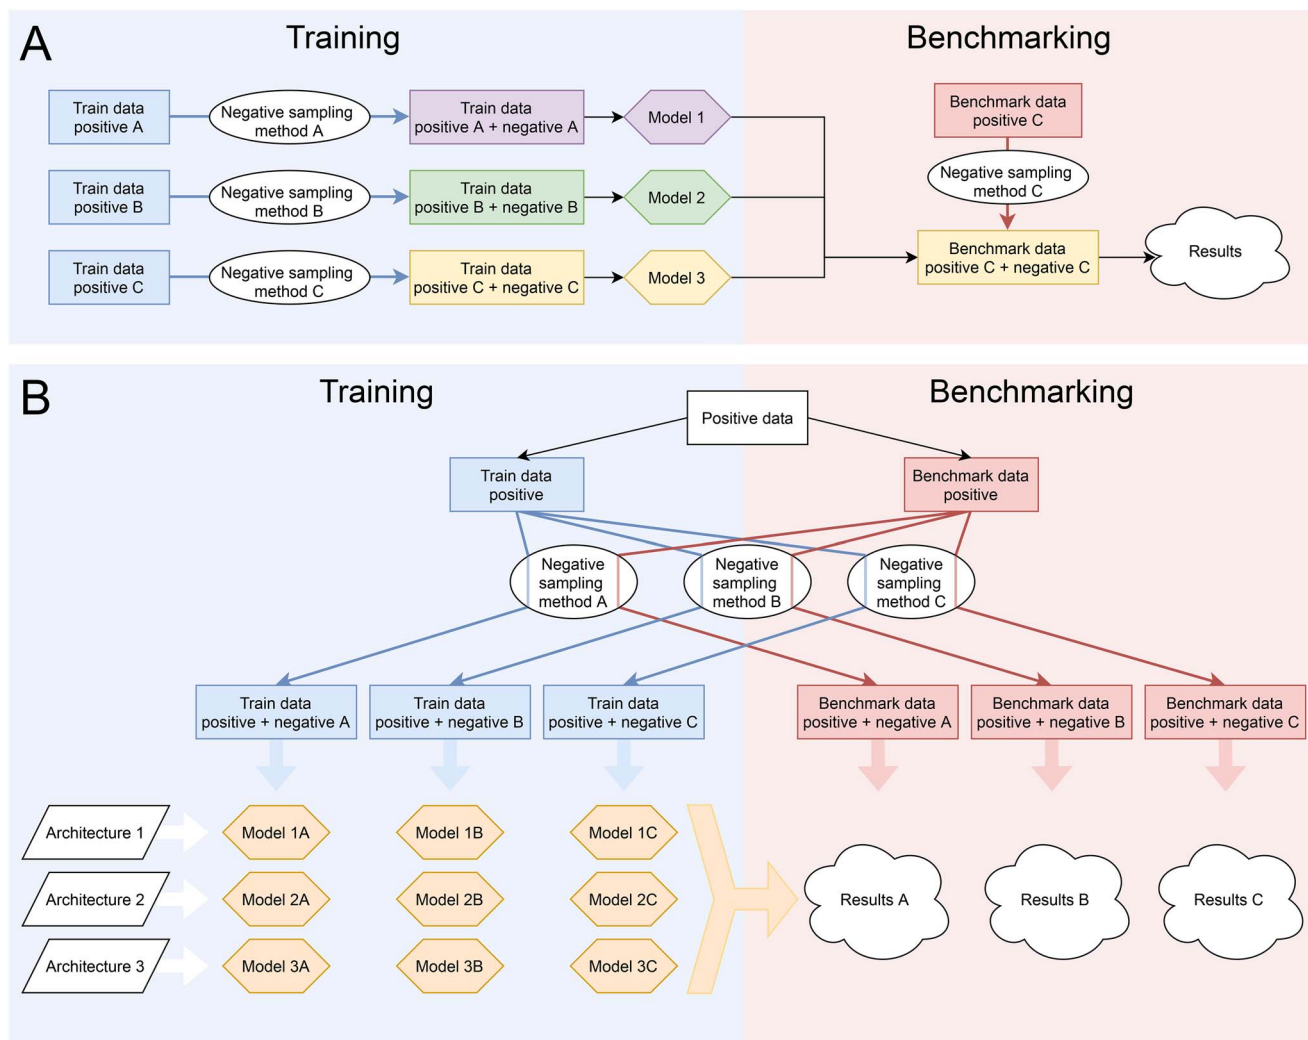 A
Training
Benchmarking
Train data
positive A
Negative sampling
method A
Train data
positive A + negative A
Model 1
Benchmark data
positive C
Train data
positive B
Negative sampling
method B
Train data
positive B + negative B
Model 2
Negative sampling
method C
Train data
positive C
Negative sampling
method C
Train data
positive C + negative C
Model 3
Benchmark data
positive C + negative C
Results
B
Training
Benchmarking
Positive data
Train data
positive
Benchmark data
positive
Negative
sampling
method A
Negative
sampling
method B
Negative
sampling
method C
Train data
positive + negative A
Train data
positive + negative B
Train data
positive + negative C
Benchmark data
positive + negative A
Benchmark data
positive + negative B
Benchmark data
positive + negative C
Architecture 1
Model 1A
Model 1B
Model 1C
Architecture 2
Model 2A
Model 2B
Model 2C
Results A
Results B
Results C
Architecture 3
Model 3A
Model 3B
Model 3C